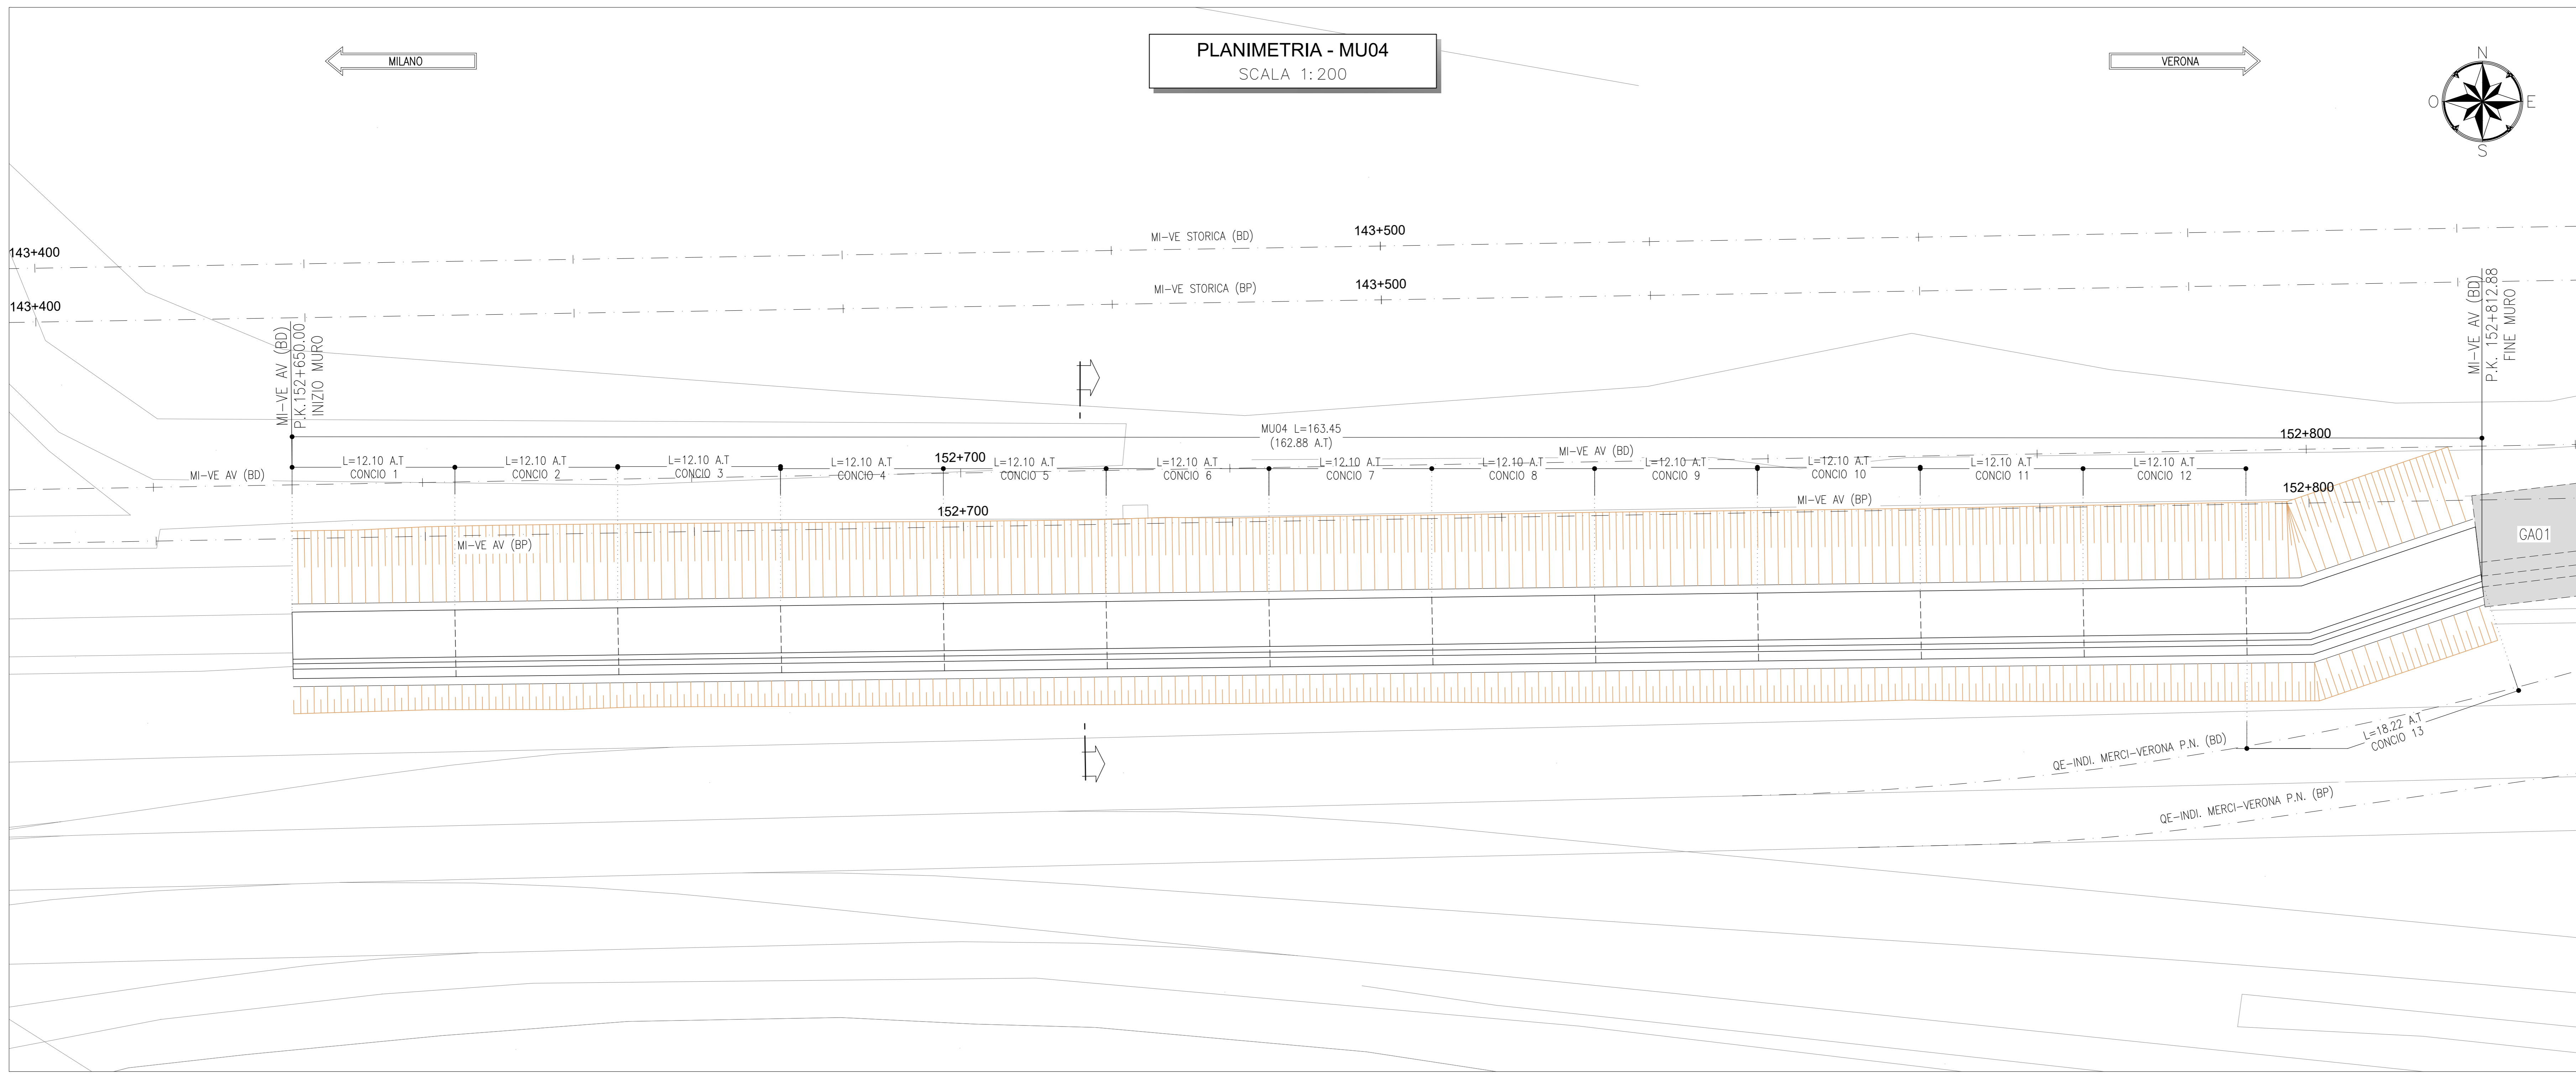 MILANO
PLANIMETRIA - MU04
SCALA 1:200
VERONA
N
O
E
S
143+400
MI-VE STORICA (BD)
143+500
143+400
MI-VE STORICA (BP)
143+500
MI-VE AV (BD)
P.K.152+650.00
INIZIO MURO
MI-VE AV (BD)
P.K. 152+812.88
FINE MURO
MU04 L=163.45
(162.88 A.T)
MI-VE AV (BD)
152+800
MI-VE AV (BD)
L=12.10 A.T
CONCIO 1
L=12.10 A.T
CONCIO 2
L=12.10 A.T
CONCIO 3
L=12.10 A.T
CONCIO 4
152+700
L=12.10 A.T
CONCIO 5
L=12.10 A.T
CONCIO 6
L=12.10 A.T
CONCIO 7
L=12.10 A.T
CONCIO 8
L=12.10 A.T
CONCIO 9
L=12.10 A.T
CONCIO 10
L=12.10 A.T
CONCIO 11
L=12.10 A.T
CONCIO 12
152+800
MI-VE AV (BP)
152+700
MI-VE AV (BP)
GA01
L=18.22 A.T
CONCIO 13
QE-INDI. MERCI-VERONA P.N. (BD)
QE-INDI. MERCI-VERONA P.N. (BP)